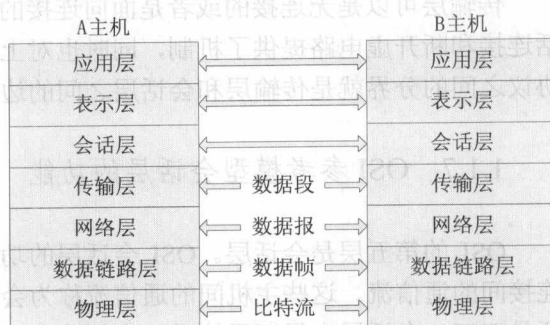 A主机 B主机
应用层 应用层
表示层 表示层
会话层 会话层
传输层 数据段 传输层
网络层 数据报 网络层
数据链路层 数据帧 数据链路层
物理层 比特流 物理层